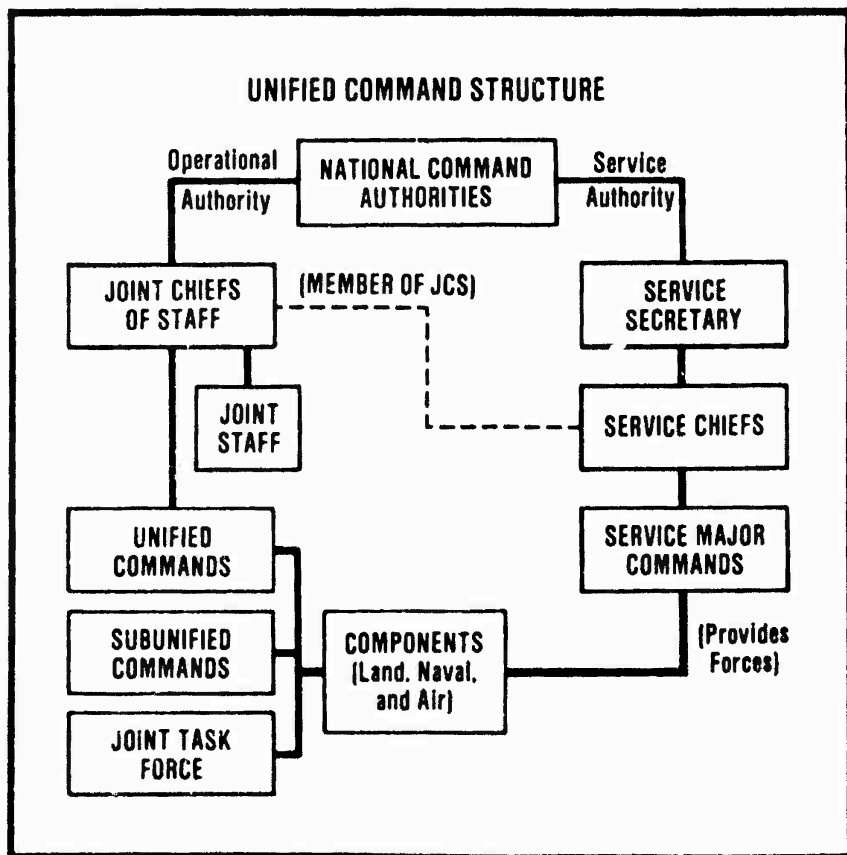 UNIFIED COMMAND STRUCTURE
Operational
Authority
NATIONAL COMMAND
AUTHORITIES
Service
Authority
JOINT CHIEFS
OF STAFF
(MEMBER OF JCS)
SERVICE
SECRETARY
JOINT
STAFF
SERVICE CHIEFS
UNIFIED
COMMANDS
SERVICE MAJOR
COMMANDS
SUBUNIFIED
COMMANDS
COMPONENTS
(Land, Naval,
and Air)
(Provides
Forces)
JOINT TASK
FORCE